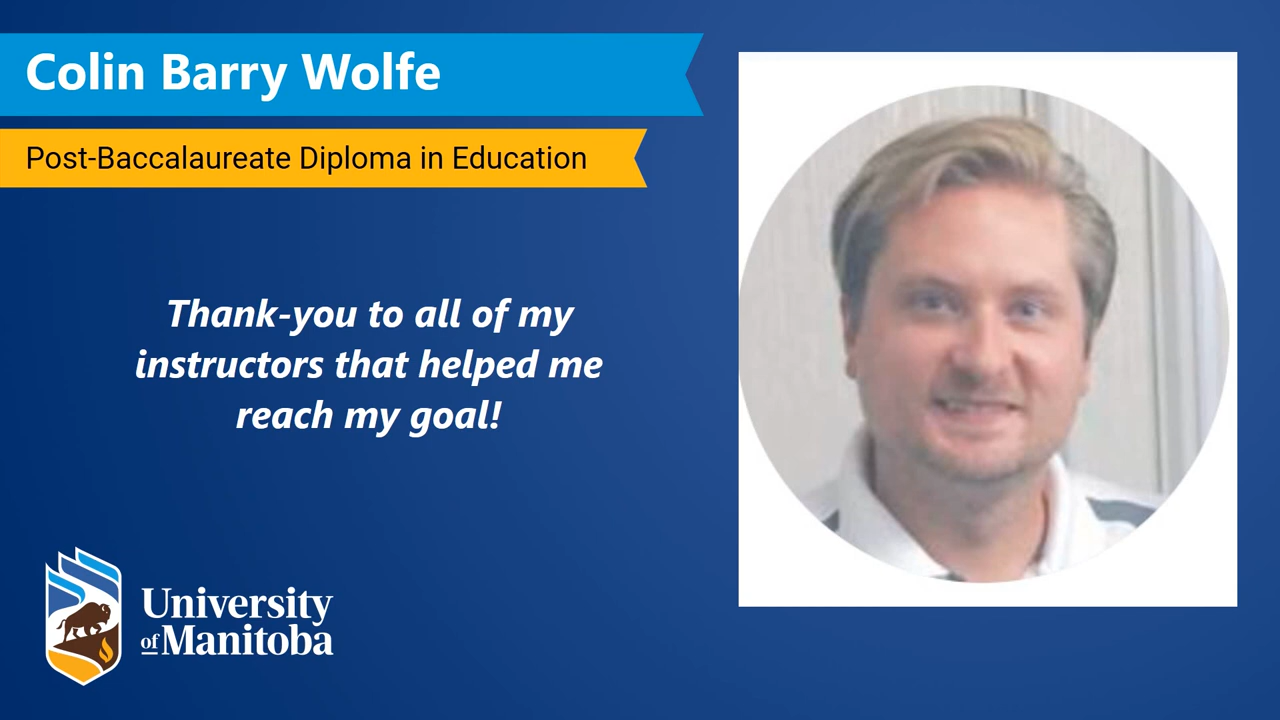 Colin Barry Wolfe
Post-Baccalaureate Diploma in Education
Thank-you to all of my
instructors that helped me
reach my goal!
University
of Manitoba